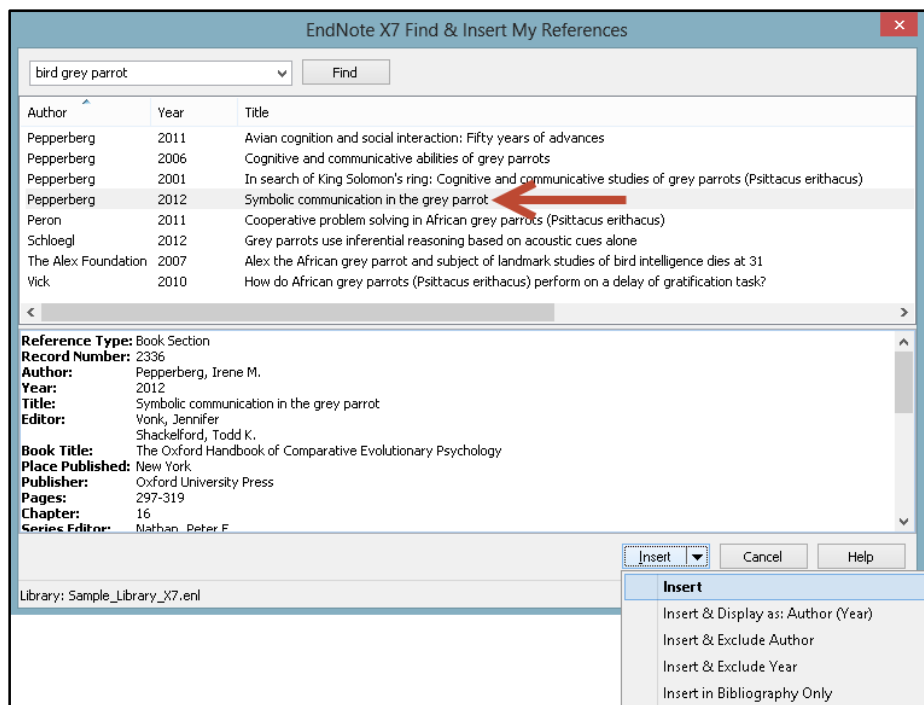 EndNote X7 Find & Insert My References
bird grey parrot Find
Author Year Title
Pepperberg 2011 Avian cognition and social interaction: Fifty years of advances
Pepperberg 2006 Cognitive and communicative abilities of grey parrots
Pepperberg 2001 In search of King Solomon's ring: Cognitive and communicative studies of grey parrots (Psittacus erithacus)
Pepperberg 2012 Symbolic communication in the grey parrot
Peron 2011 Cooperative problem solving in African grey parrots (Psittacus erithacus)
Schloegl 2012 Grey parrots use inferential reasoning based on acoustic cues alone
The Alex Foundation 2007 Alex the African grey parrot and subject of landmark studies of bird intelligence dies at 31
Vick 2010 How do African grey parrots (Psittacus erithacus) perform on a delay of gratification task?
Reference Type: Book Section
Record Number: 2336
Author: Pepperberg, Irene M.
Year: 2012
Title: Symbolic communication in the grey parrot
Editor: Vonk, Jennifer
Shackelford, Todd K.
Book Title: The Oxford Handbook of Comparative Evolutionary Psychology
Place Published: New York
Publisher: Oxford University Press
Pages: 297-319
Chapter: 16
Series Editor: Nathan, Peter E.
Insert Cancel Help
Library: Sample_Library_X7.enl
Insert
Insert & Display as: Author (Year)
Insert & Exclude Author
Insert & Exclude Year
Insert in Bibliography Only